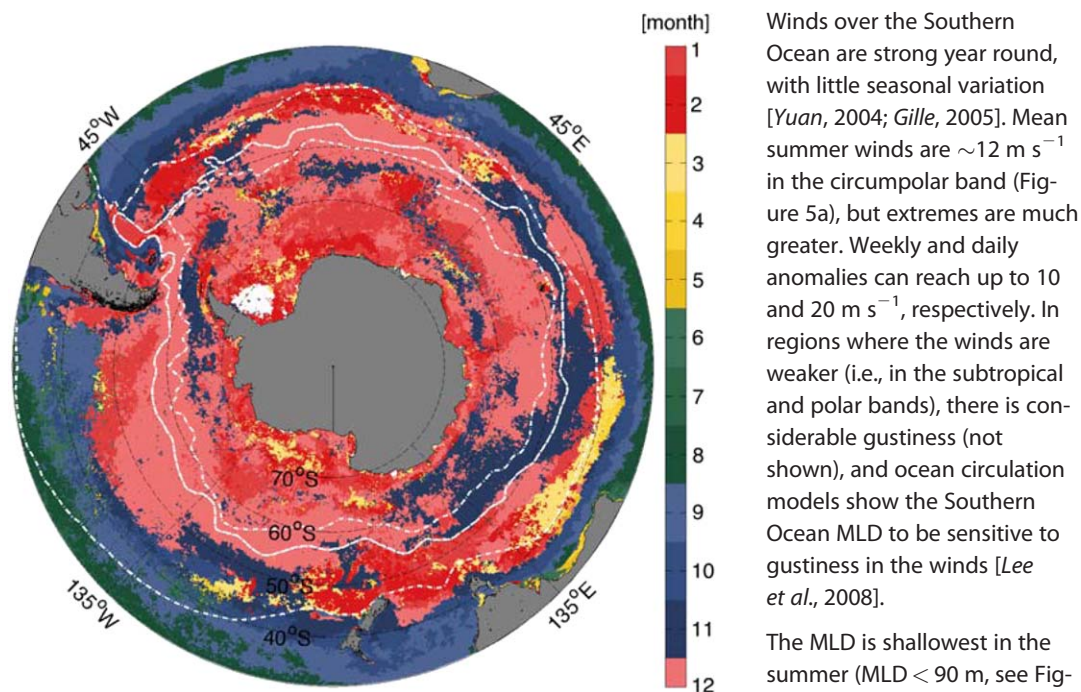 [month]
1
2
3
4
5
6
7
8
9
10
11
12
45°W
45°E
135°W
135°E
70°S
60°S
50°S
40°S
Winds over the Southern
Ocean are strong year round,
with little seasonal variation
[Yuan, 2004; Gille, 2005]. Mean
summer winds are ∼12 m s⁻¹
in the circumpolar band (Fig-
ure 5a), but extremes are much
greater. Weekly and daily
anomalies can reach up to 10
and 20 m s⁻¹, respectively. In
regions where the winds are
weaker (i.e., in the subtropical
and polar bands), there is con-
siderable gustiness (not
shown), and ocean circulation
models show the Southern
Ocean MLD to be sensitive to
gustiness in the winds [Lee
et al., 2008].
The MLD is shallowest in the
summer (MLD < 90 m, see Fig-